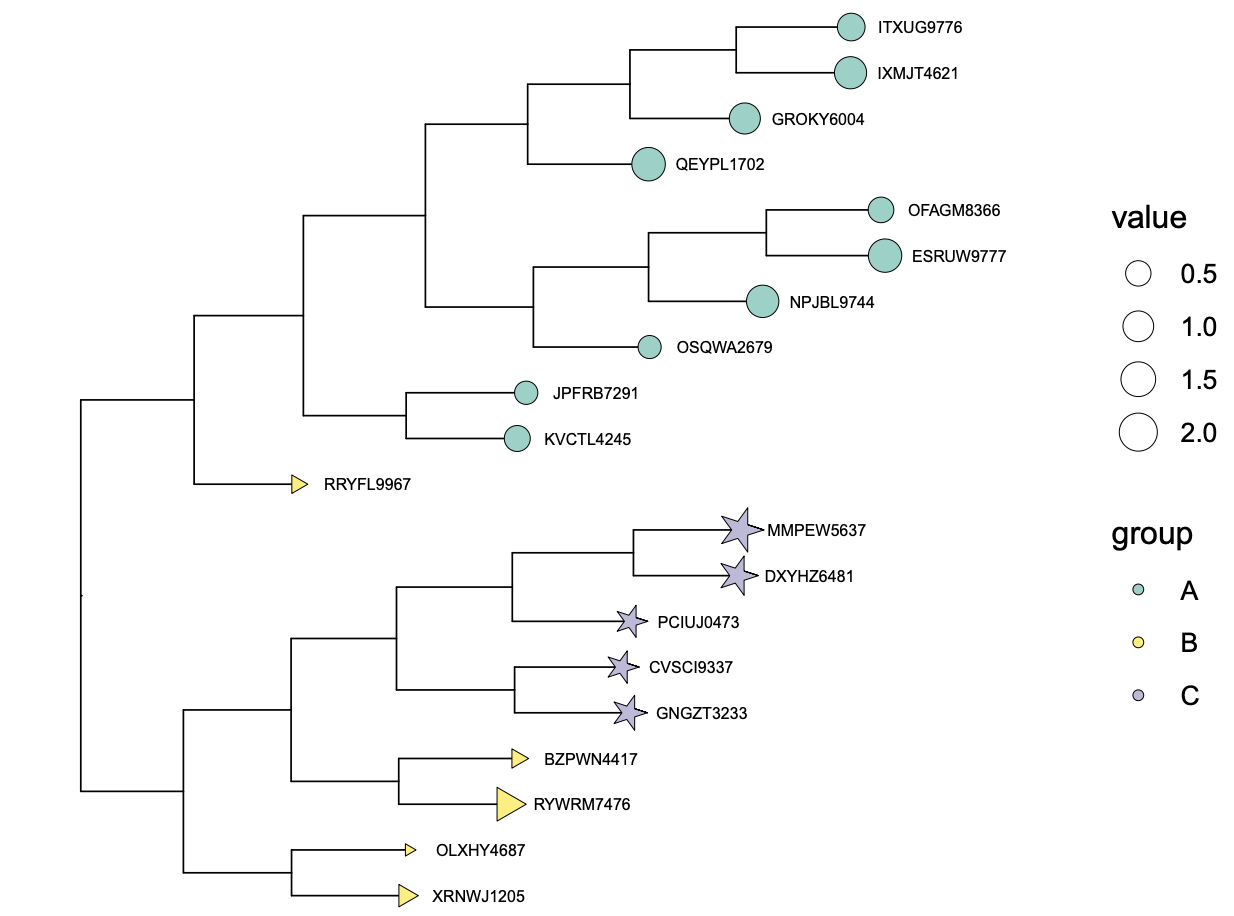 ITXUG9776
IXMJT4621
GROKY6004
QEYPL1702
OFAGM8366
ESRUW9777
NPJBL9744
OSQWA2679
JPFRB7291
KVCTL4245
RRYFL9967
MMPEW5637
DXYHZ6481
PCIUJ0473
CVSCI9337
GNGZT3233
BZPWN4417
RYWRM7476
OLXHY4687
XRNWJ1205
value
0.5
1.0
1.5
2.0
group
A
B
C